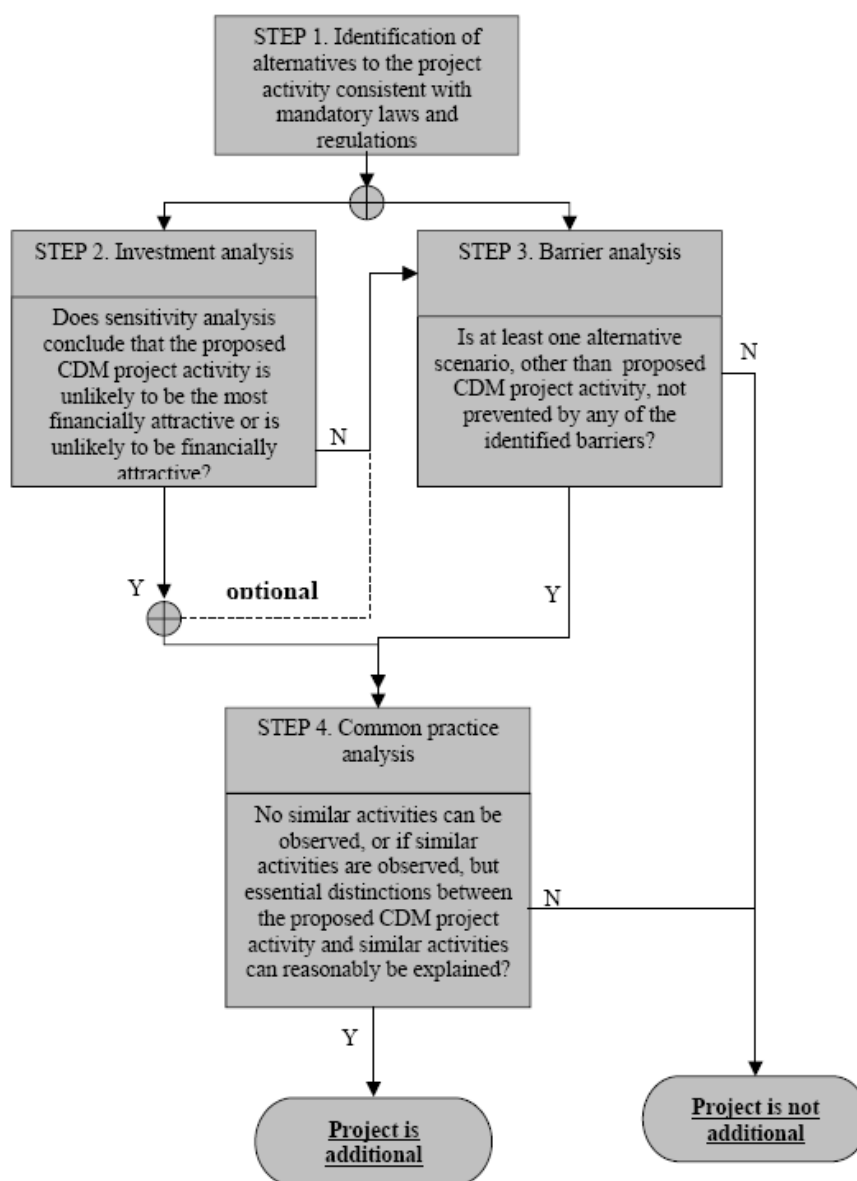 STEP 1. Identification of
alternatives to the project
activity consistent with
mandatory laws and
regulations
STEP 2. Investment analysis
Does sensitivity analysis
conclude that the proposed
CDM project activity is
unlikely to be the most
financially attractive or is
unlikely to be financially
attractive?
N
Y
optional
STEP 3. Barrier analysis
Is at least one alternative
scenario, other than proposed
CDM project activity, not
prevented by any of the
identified barriers?
N
Y
STEP 4. Common practice
analysis
No similar activities can be
observed, or if similar
activities are observed, but
essential distinctions between
the proposed CDM project
activity and similar activities
can reasonably be explained?
N
Y
Project is
additional
Project is not
additional